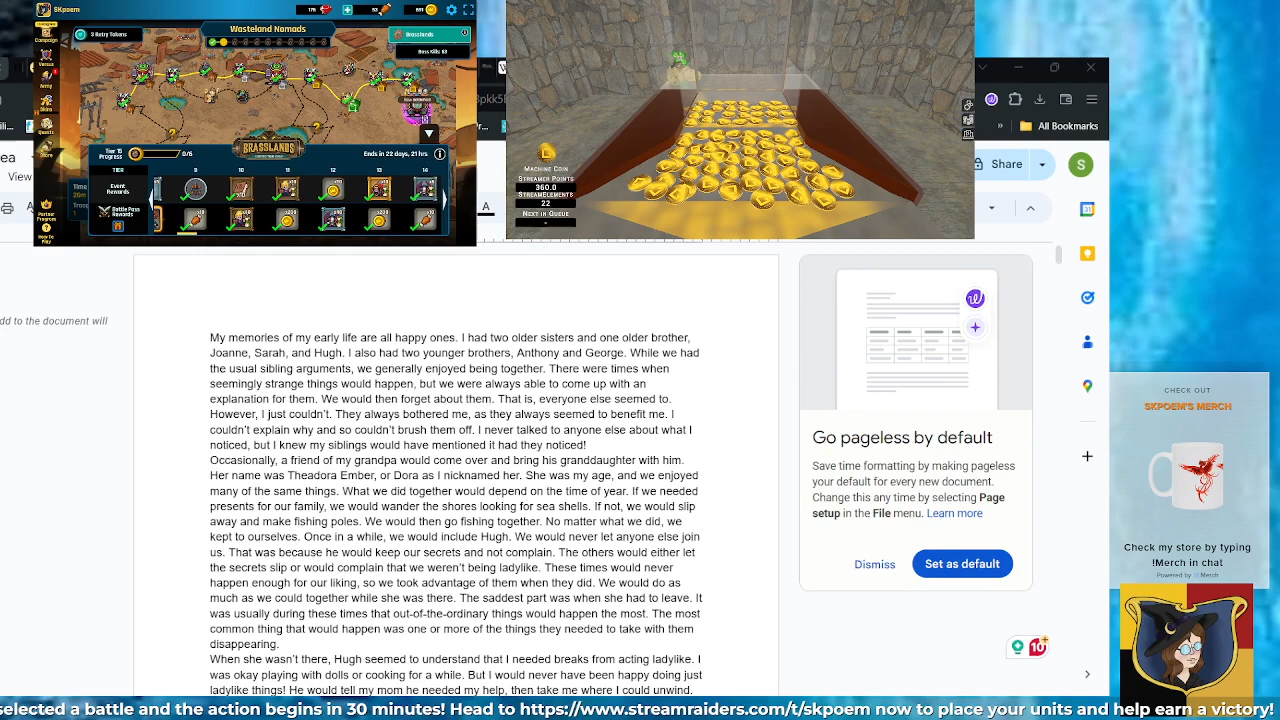 SKpoem
175
53
691
3 Retry Tokens
Wasteland Nomads
Brasslands
Boss Kills: 63
Campaign
Versus
Army
Skins
Quests
Store
Partner Program
How To Play
Tier 15 Progress
0/6
BRASSLANDS
Ends in 22 days, 21 hrs
TIER
9
10
11
12
13
14
Event Rewards
Battle Pass Rewards
MACHINE COIN
STREAMER POINTS
360.0
STREAMELEMENTS
22
NEXT IN QUEUE
-
All Bookmarks
View
Share
S
A
dd to the document will
My memories of my early life are all happy ones. I had two older sisters and one older brother,
Jane, Sarah, and Hugh. I also had two younger brothers, Anthony and George. While we had
the usual sibling arguments, we generally enjoyed being together. There were times when
seemingly strange things would happen, but we were always able to come up with an
explanation for them. We would then forget about them. That is, everyone else seemed to.
However, I just couldn't. They always bothered me, as they always seemed to benefit me. I
couldn't explain why and so couldn't brush them off. I never talked to anyone else about what I
noticed, but I knew my siblings would have mentioned it had they noticed!
Occasionally, a friend of my grandpa would come over and bring his granddaughter with him.
Her name was Theadora Ember, or Dora as I nicknamed her. She was my age, and we enjoyed
many of the same things. What we did together would depend on the time of year. If we needed
presents for our family, we would wander the shores looking for sea shells. If not, we would slip
away and make fishing poles. We would then go fishing together. No matter what we did, we
kept to ourselves. Once in a while, we would include Hugh. We would never let anyone else join
us. That was because he would keep our secrets and not complain. The others would either let
the secrets slip or would complain that we weren't being ladylike. These times would never
happen enough for our liking, so we took advantage of them when they did. We would do as
much as we could together while she was there. The saddest part was when she had to leave. It
was usually during these times that out-of-the-ordinary things would happen the most. The most
common thing that would happen was one or more of the things they needed to take with them
disappearing.
When she wasn't there, Hugh seemed to understand that I needed breaks from acting ladylike. I
was okay playing with dolls or cooking for a while. But I would never have been happy doing just
ladylike things! He would tell my mom he needed my help, then take me where I could unwind.
Go pageless by default
Save time formatting by making pageless
your default for every new document.
Change this any time by selecting Page
setup in the File menu. Learn more
Dismiss
Set as default
10
CHECK OUT
SKPOEM'S MERCH
Check my store by typing
!Merch in chat
Powered by Merch
selected a battle and the action begins in 30 minutes! Head to https://www.streamraiders.com/t/skpoem now to place your units and help earn a victory!